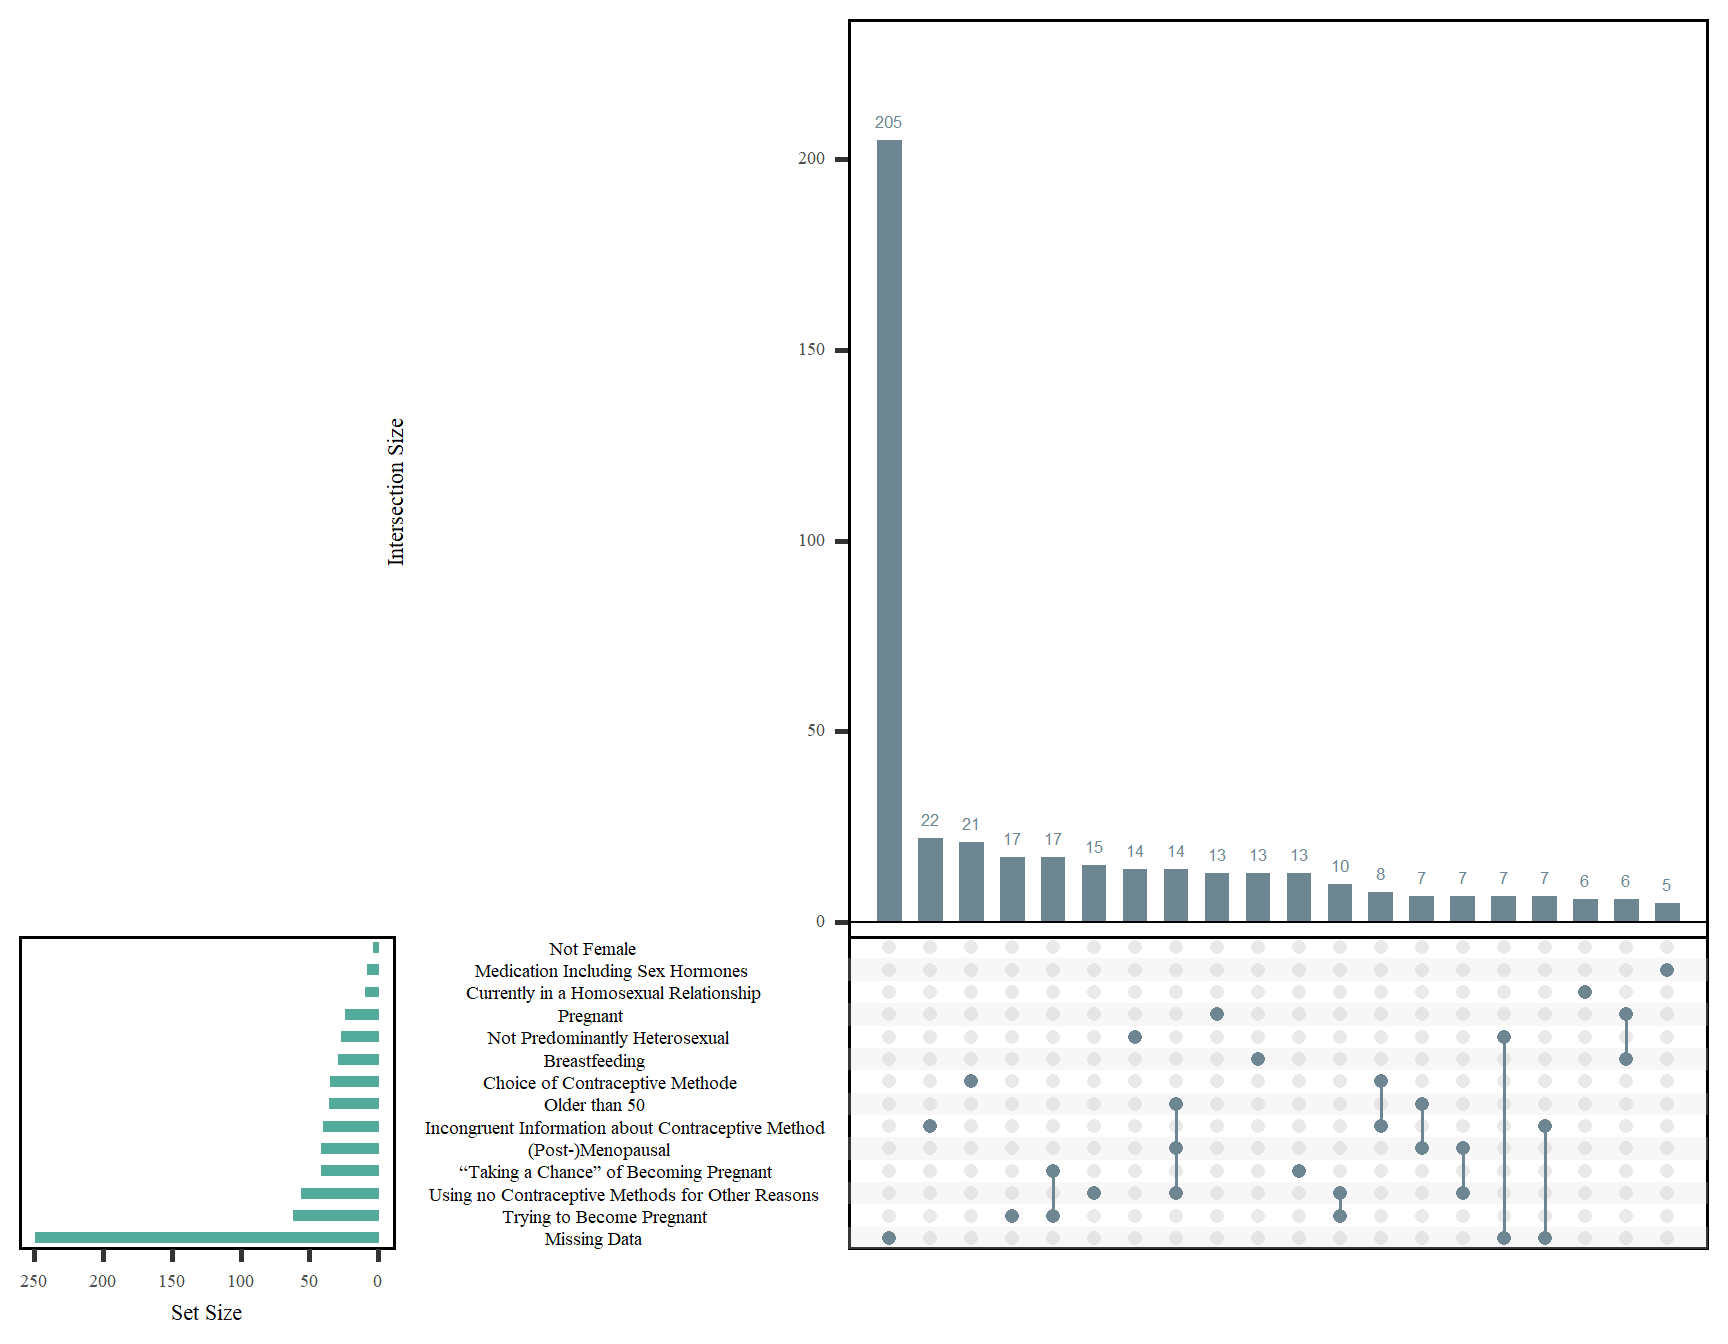 205
200
150
Intersection Size
100
50
22
21
17
17
15
14
14
13
13
13
10
8
7
7
7
7
6
6
5
0
Not Female
Medication Including Sex Hormones
Currently in a Homosexual Relationship
Pregnant
Not Predominantly Heterosexual
Breastfeeding
Choice of Contraceptive Methode
Older than 50
Incongruent Information about Contraceptive Method
(Post-)Menopausal
“Taking a Chance” of Becoming Pregnant
Using no Contraceptive Methods for Other Reasons
Trying to Become Pregnant
Missing Data
250 200 150 100 50 0
Set Size